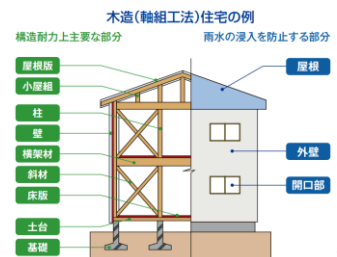 木造(軸組工法)住宅の例
構造耐力上主要な部分
雨水の浸入を防止する部分
屋根版
小屋組
柱
壁
横架材
斜材
床版
土台
基礎
屋根
外壁
開口部